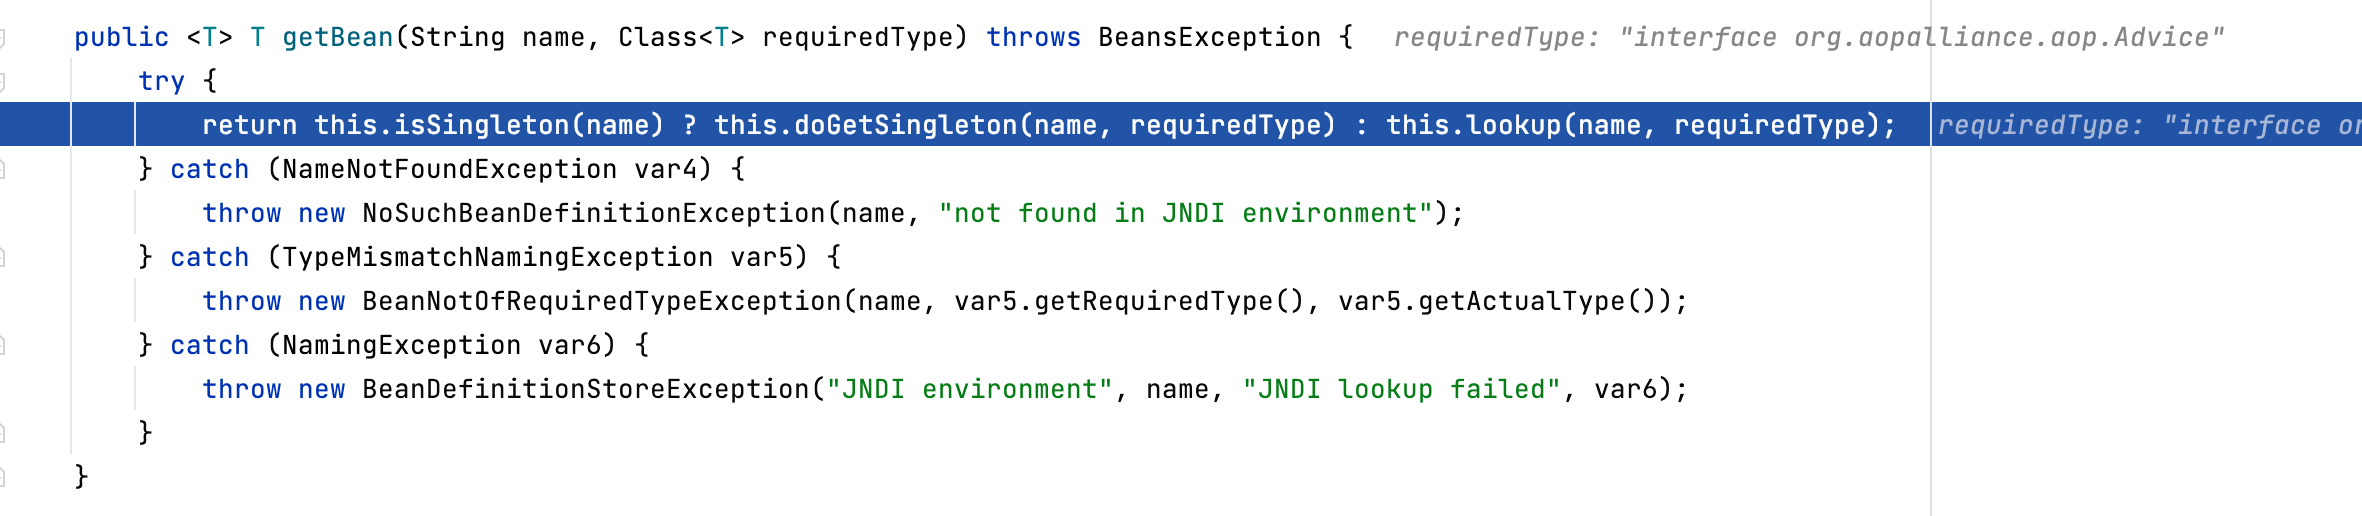 public <T> T getBean(String name, Class<T> requiredType) throws BeansException {   requiredType: "interface org.aopalliance.aop.Advice"
    try {
        return this.isSingleton(name) ? this.doGetSingleton(name, requiredType) : this.lookup(name, requiredType);   requiredType: "interface or
    } catch (NameNotFoundException var4) {
        throw new NoSuchBeanDefinitionException(name, "not found in JNDI environment");
    } catch (TypeMismatchNamingException var5) {
        throw new BeanNotOfRequiredTypeException(name, var5.getRequiredType(), var5.getActualType());
    } catch (NamingException var6) {
        throw new BeanDefinitionStoreException("JNDI environment", name, "JNDI lookup failed", var6);
    }
}